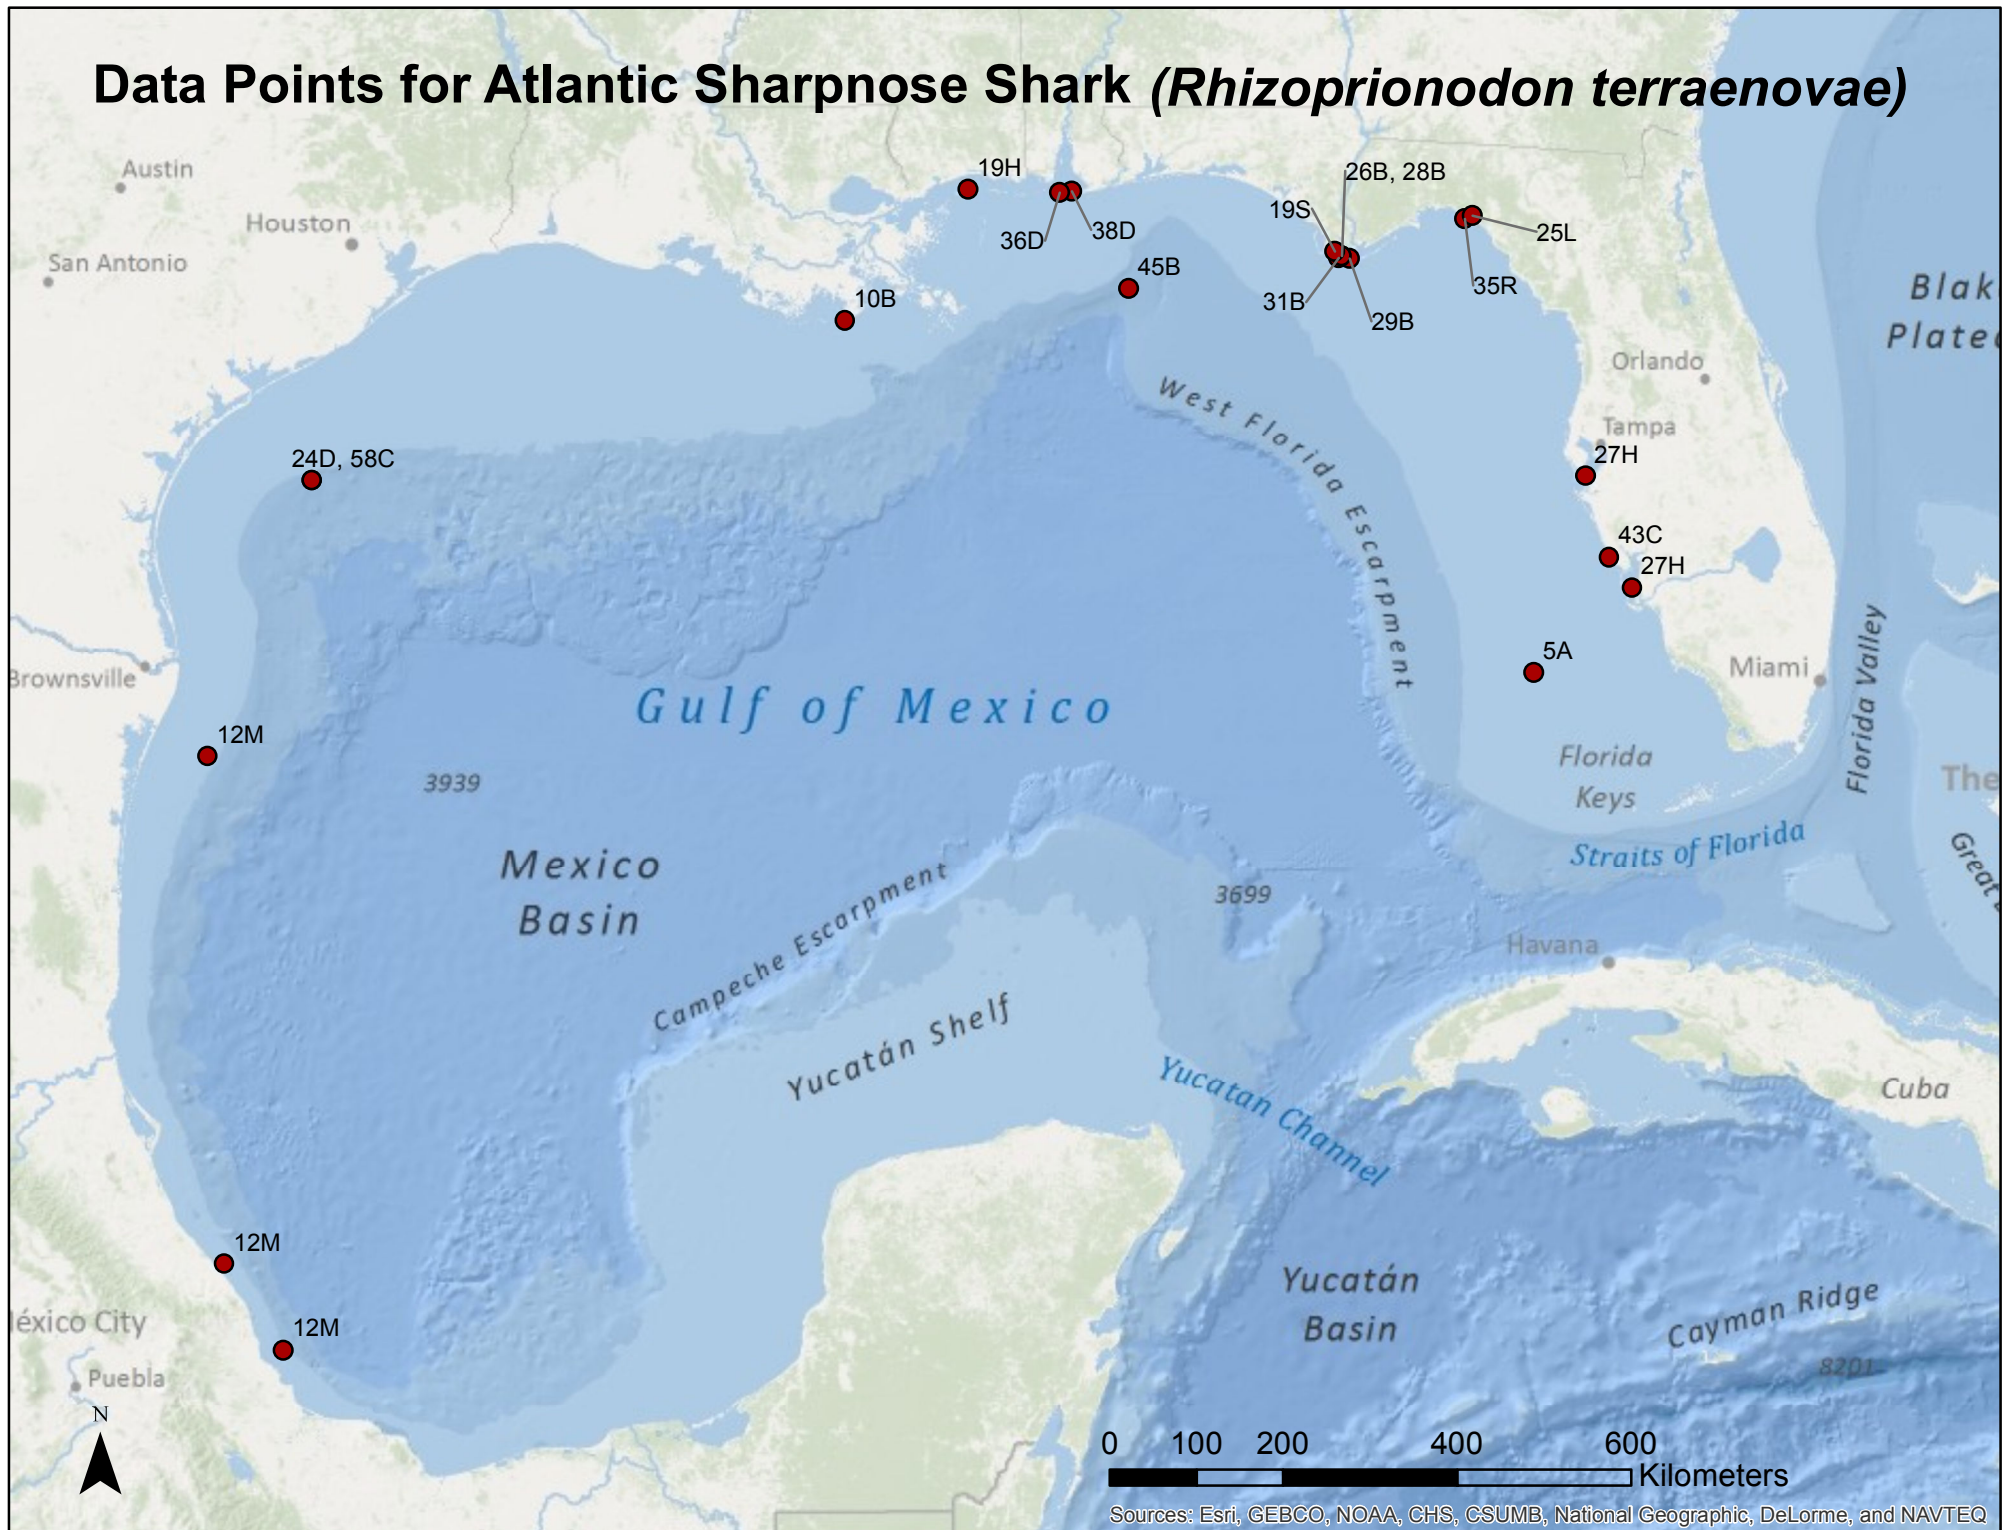 Data Points for Atlantic Sharpnose Shark (Rhizoprionodon terraenovae)
Austin
Houston
San Antonio
19H
36D
38D
45B
10B
26B, 28B
19S
31B
29B
25L
35R
Blak
Plate
Orlando
Tampa
27H
43C
27H
5A
24D, 58C
West Florida Escarpment
Gulf of Mexico
Brownsville
Miami
Florida Valley
12M
3939
Florida
Keys
The
Straits of Florida
Great
Mexico
Basin
Campeche Escarpment
3699
Havana
Yucatán Shelf
Yucatan Channel
Cuba
12M
12M
éxico City
Puebla
Yucatán
Basin
Cayman Ridge
8201
N
0 100 200 400 600
Kilometers
Sources: Esri, GEBCO, NOAA, CHS, CSUMB, National Geographic, DeLorme, and NAVTEQ